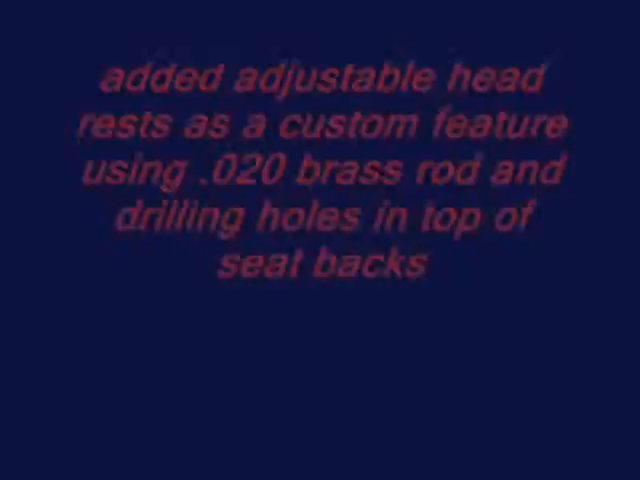 added adjustable head
rests as a custom feature
using .020 brass rod and
drilling holes in top of
seat backs